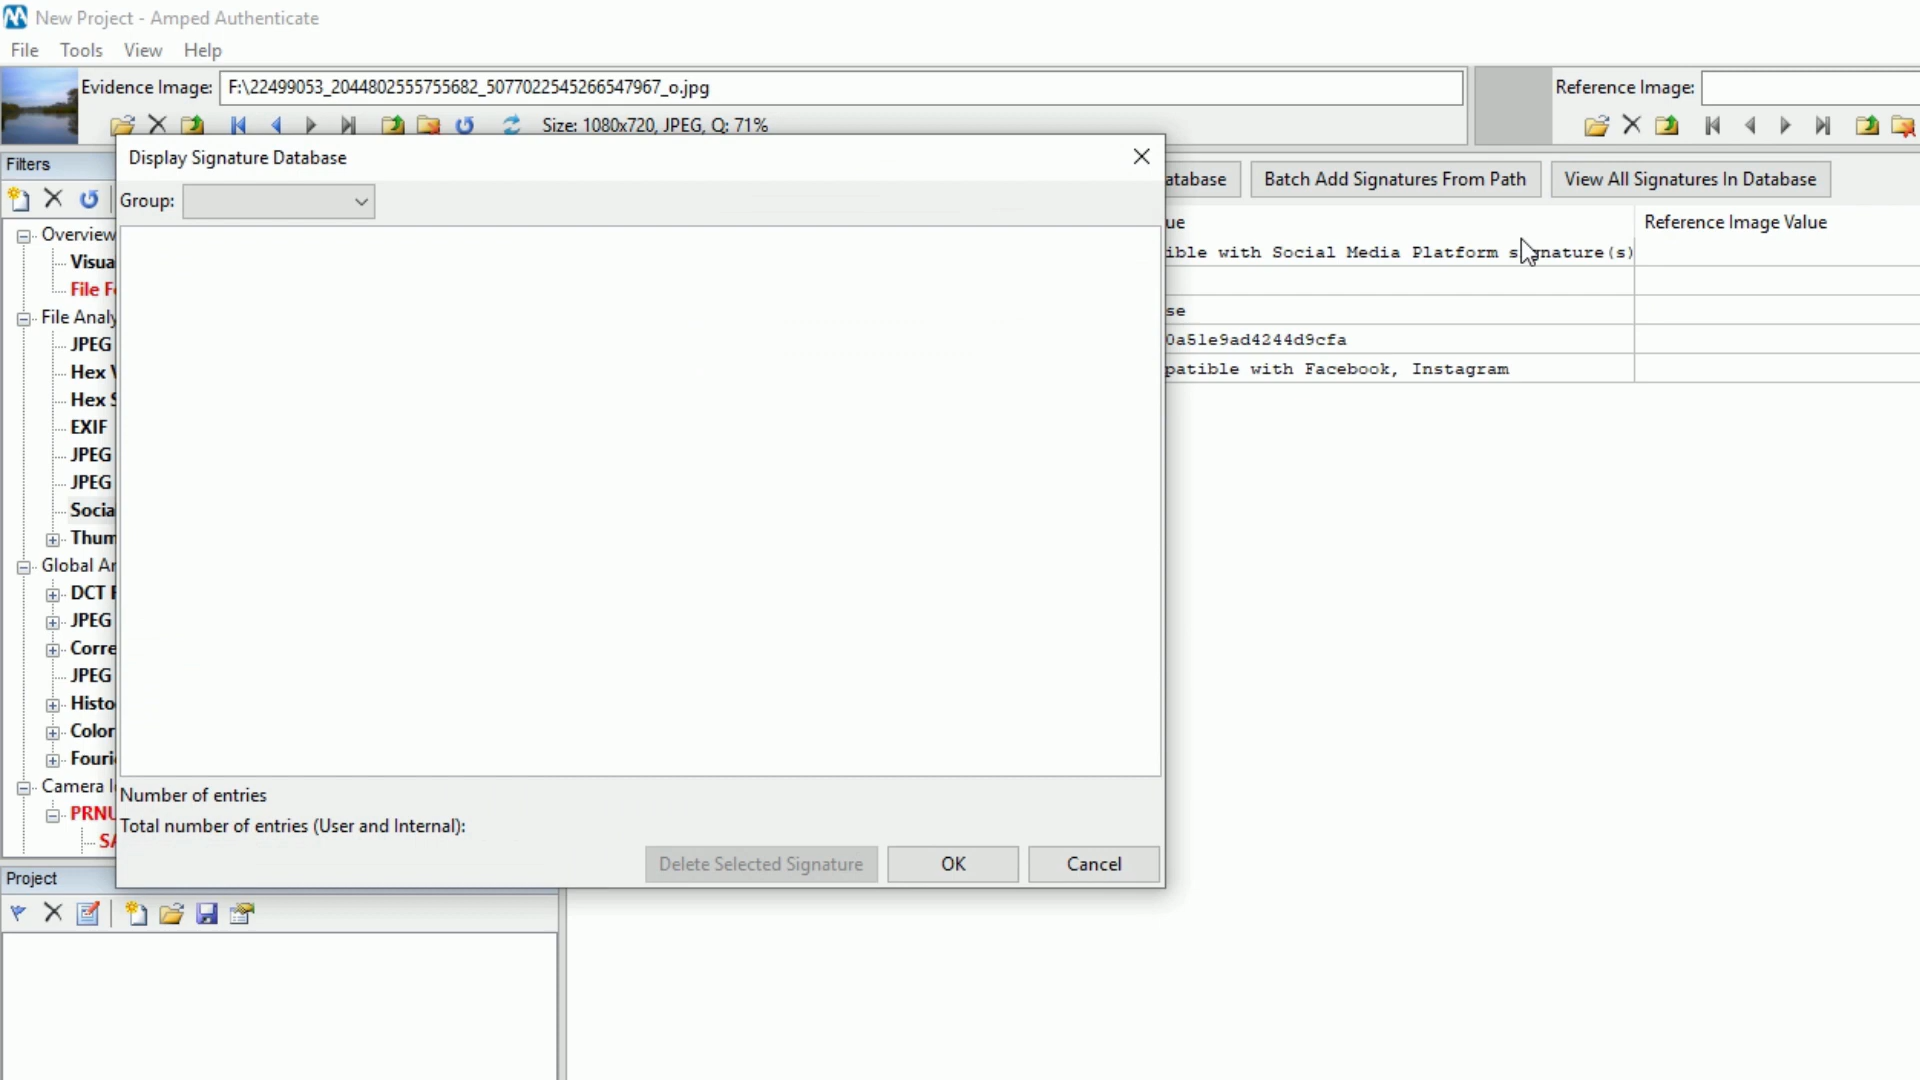 New Project - Amped Authenticate
File Tools View Help
Evidence Image: F:\22499053_2044802555755682_5077022545266547967_o.jpg
Reference Image:
Size: 1080x720, JPEG, Q: 71%
Filters
Display Signature Database
Group:
atabase
Batch Add Signatures From Path
View All Signatures In Database
ue
Reference Image Value
ible with Social Media Platform signature(s)
se
0a51e9ad4244d9cfa
patible with Facebook, Instagram
Overview
Visua
File F
File Analy
JPEG
Hex V
Hex S
EXIF
JPEG
JPEG
Socia
Thum
Global An
DCT
JPEG
Corre
JPEG
Histo
Color
Fouri
Camera I
PRNU
SA
Number of entries
Total number of entries (User and Internal):
Delete Selected Signature
OK
Cancel
Project